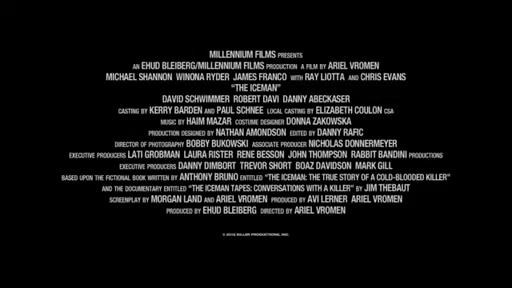 MILLENNIUM FILMS PRESENTS
AN EHUD BLEIBERG/MILLENNIUM FILMS PRODUCTION A FILM BY ARIEL VROMEN
MICHAEL SHANNON WINONA RYDER JAMES FRANCO WITH RAY LIOTTA AND CHRIS EVANS
"THE ICEMAN"
DAVID SCHWIMMER ROBERT DAVI DANNY ABECKASER
CASTING BY KERRY BARDEN AND PAUL SCHNEE LOCAL CASTING BY ELIZABETH COULON CSA
MUSIC BY HAIM MAZAR COSTUME DESIGNER DONNA ZAKOWSKA
PRODUCTION DESIGNED BY NATHAN AMONDSON EDITED BY DANNY RAFIC
DIRECTOR OF PHOTOGRAPHY BOBBY BUKOWSKI ASSOCIATE PRODUCER NICHOLAS DONNERMEYER
EXECUTIVE PRODUCERS LATI GROBMAN LAURA RISTER RENE BESSON JOHN THOMPSON RABBIT BANDINI PRODUCTIONS
EXECUTIVE PRODUCERS DANNY DIMBORT TREVOR SHORT BOAZ DAVIDSON MARK GILL
BASED UPON THE FICTIONAL BOOK WRITTEN BY ANTHONY BRUNO ENTITLED "THE ICEMAN: THE TRUE STORY OF A COLD-BLOODED KILLER"
AND THE DOCUMENTARY ENTITLED "THE ICEMAN TAPES: CONVERSATIONS WITH A KILLER" BY JIM THEBAUT
SCREENPLAY BY MORGAN LAND AND ARIEL VROMEN PRODUCED BY AVI LERNER ARIEL VROMEN
PRODUCED BY EHUD BLEIBERG DIRECTED BY ARIEL VROMEN
© 2012 KILLER PRODUCTIONS, INC.